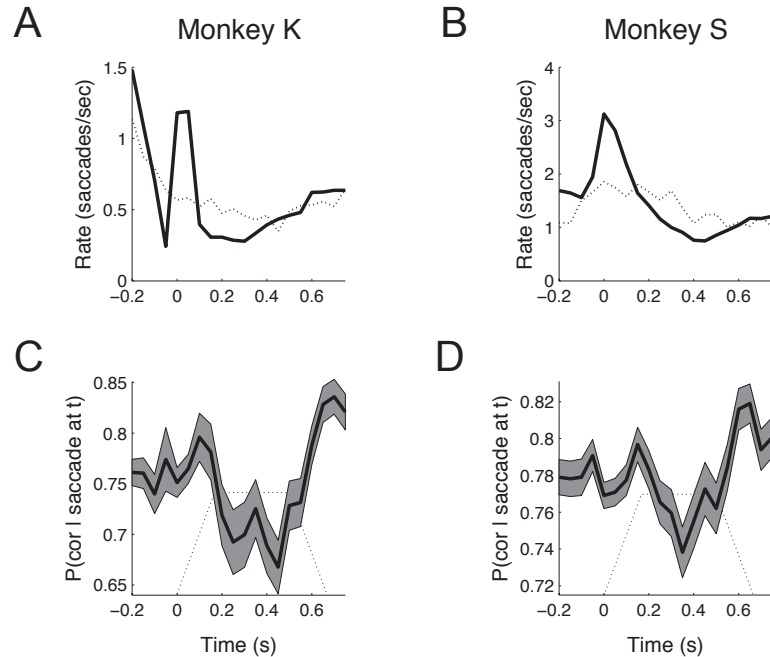 A
Monkey K
B
Monkey S
Rate (saccades/sec)
1.5
1
0.5
0
−0.2 0 0.2 0.4 0.6
Rate (saccades/sec)
4
3
2
1
0
−0.2 0 0.2 0.4 0.6
C
P(cor | saccade at t)
0.85
0.8
0.75
0.7
0.65
−0.2 0 0.2 0.4 0.6
Time (s)
D
P(cor | saccade at t)
0.82
0.8
0.78
0.76
0.74
0.72
−0.2 0 0.2 0.4 0.6
Time (s)